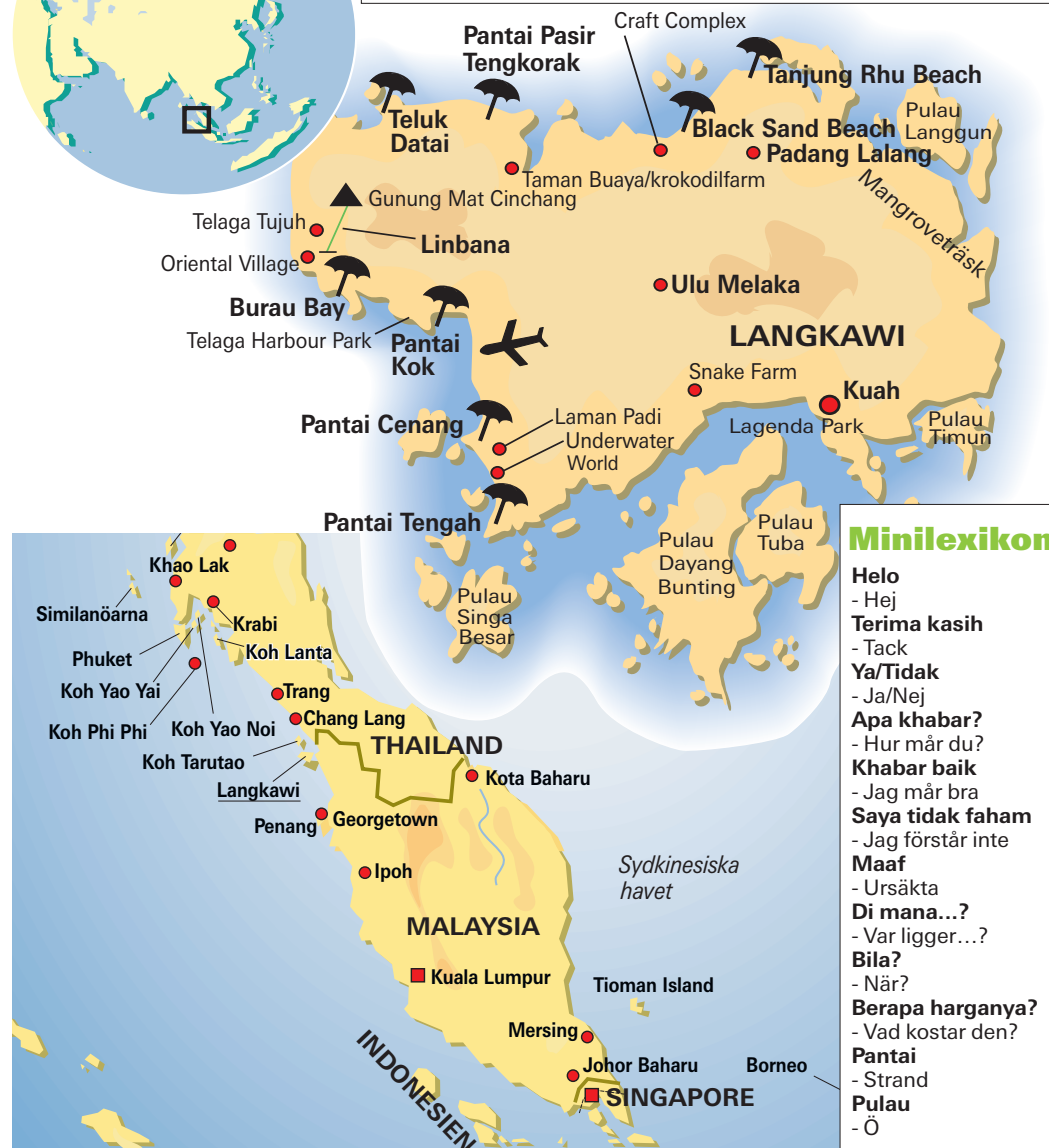 Craft Complex
Pantai Pasir
Tengkorak
Tanjung Rhu Beach
Teluk
Datai
Black Sand Beach
Pulau
Langgun
Padang Lalang
Taman Buaya/krokodilfarm
Gunung Mat Cinchang
Mangroveträsk
Telaga Tujuh
Linbana
Oriental Village
Ulu Melaka
Burau Bay
Telaga Harbour Park
Pantai
Kok
LANGKAWI
Snake Farm
Kuah
Pantai Cenang
Laman Padi
Lagenda Park
Pulau
Timun
Underwater
World
Pantai Tengah
Pulau
Tuba
Pulau
Dayang
Bunting
Pulau
Singa
Besar
Khao Lak
Similanöarna
Krabi
Koh Lanta
Phuket
Koh Yao Yai
Trang
Koh Phi Phi
Koh Yao Noi
Chang Lang
THAILAND
Koh Tarutao
Langkawi
Kota Baharu
Penang
Georgetown
Ipoh
Sydkinesiska
havet
MALAYSIA
Kuala Lumpur
Tioman Island
Mersing
INDONESIEN
Johor Baharu
Borneo
SINGAPORE
Minilexikon
Helo
- Hej
Terima kasih
- Tack
Ya/Tidak
- Ja/Nej
Apa khabar?
- Hur mår du?
Khabar baik
- Jag mår bra
Saya tidak faham
- Jag förstår inte
Maaf
- Ursäkta
Di mana...?
- Var ligger...?
Bila?
- När?
Berapa harganya?
- Vad kostar den?
Pantai
- Strand
Pulau
- Ö